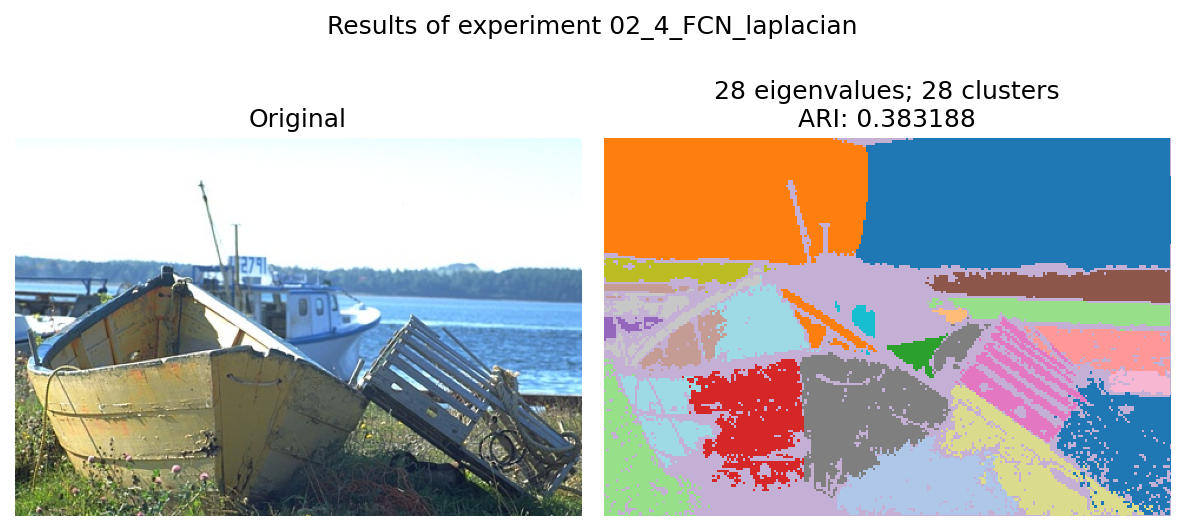 Results of experiment 02_4_FCN_laplacian
Original
28 eigenvalues; 28 clusters
ARI: 0.383188
2791